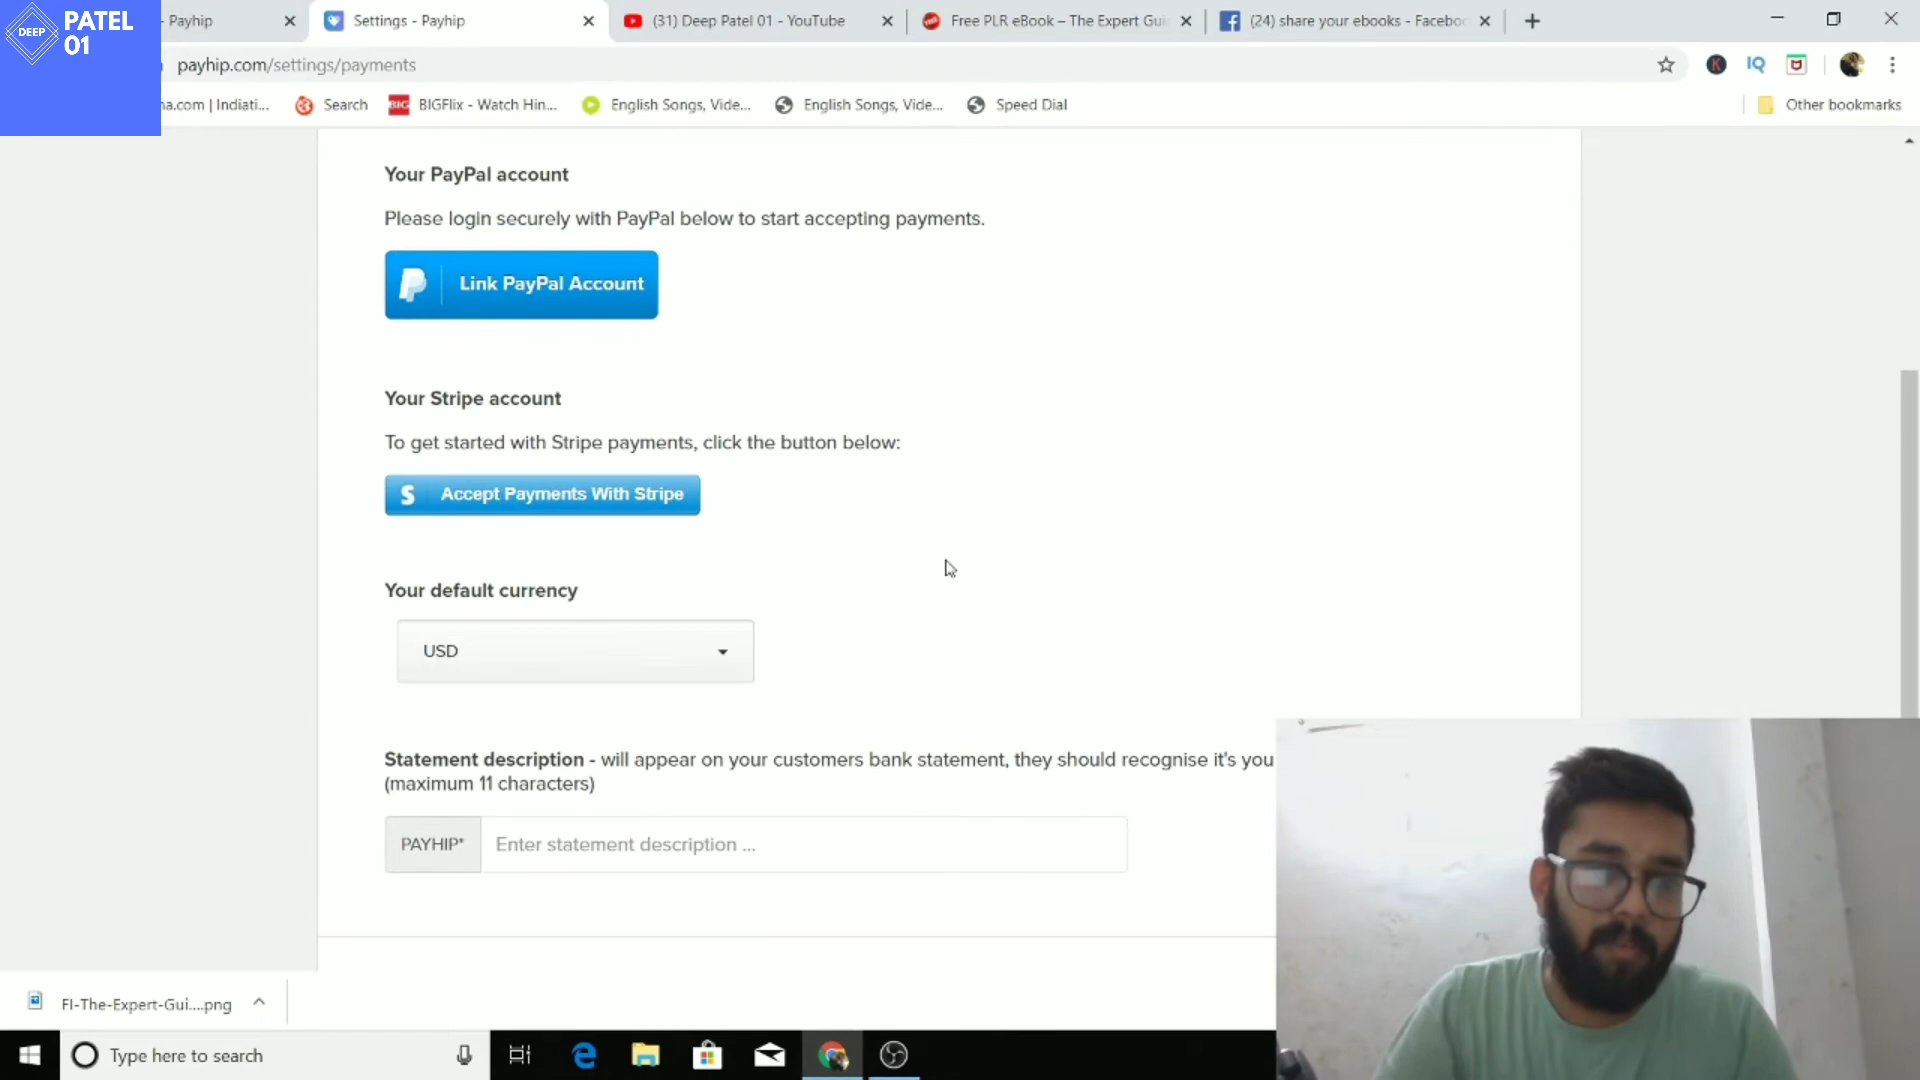 DEEP
PATEL
01
- Payhip
Settings - Payhip
(31) Deep Patel 01 - YouTube
Free PLR eBook – The Expert Gui
(24) share your ebooks - Faceboo
payhip.com/settings/payments
na.com | Indiati...
Search
BIG
BIGFlix - Watch Hin...
English Songs, Vide...
English Songs, Vide...
Speed Dial
Other bookmarks
K
IQ
Your PayPal account
Please login securely with PayPal below to start accepting payments.
Link PayPal Account
Your Stripe account
To get started with Stripe payments, click the button below:
S
Accept Payments With Stripe
Your default currency
USD
Statement description - will appear on your customers bank statement, they should recognise it's you
(maximum 11 characters)
PAYHIP*
Enter statement description ...
FI-The-Expert-Gui....png
Type here to search